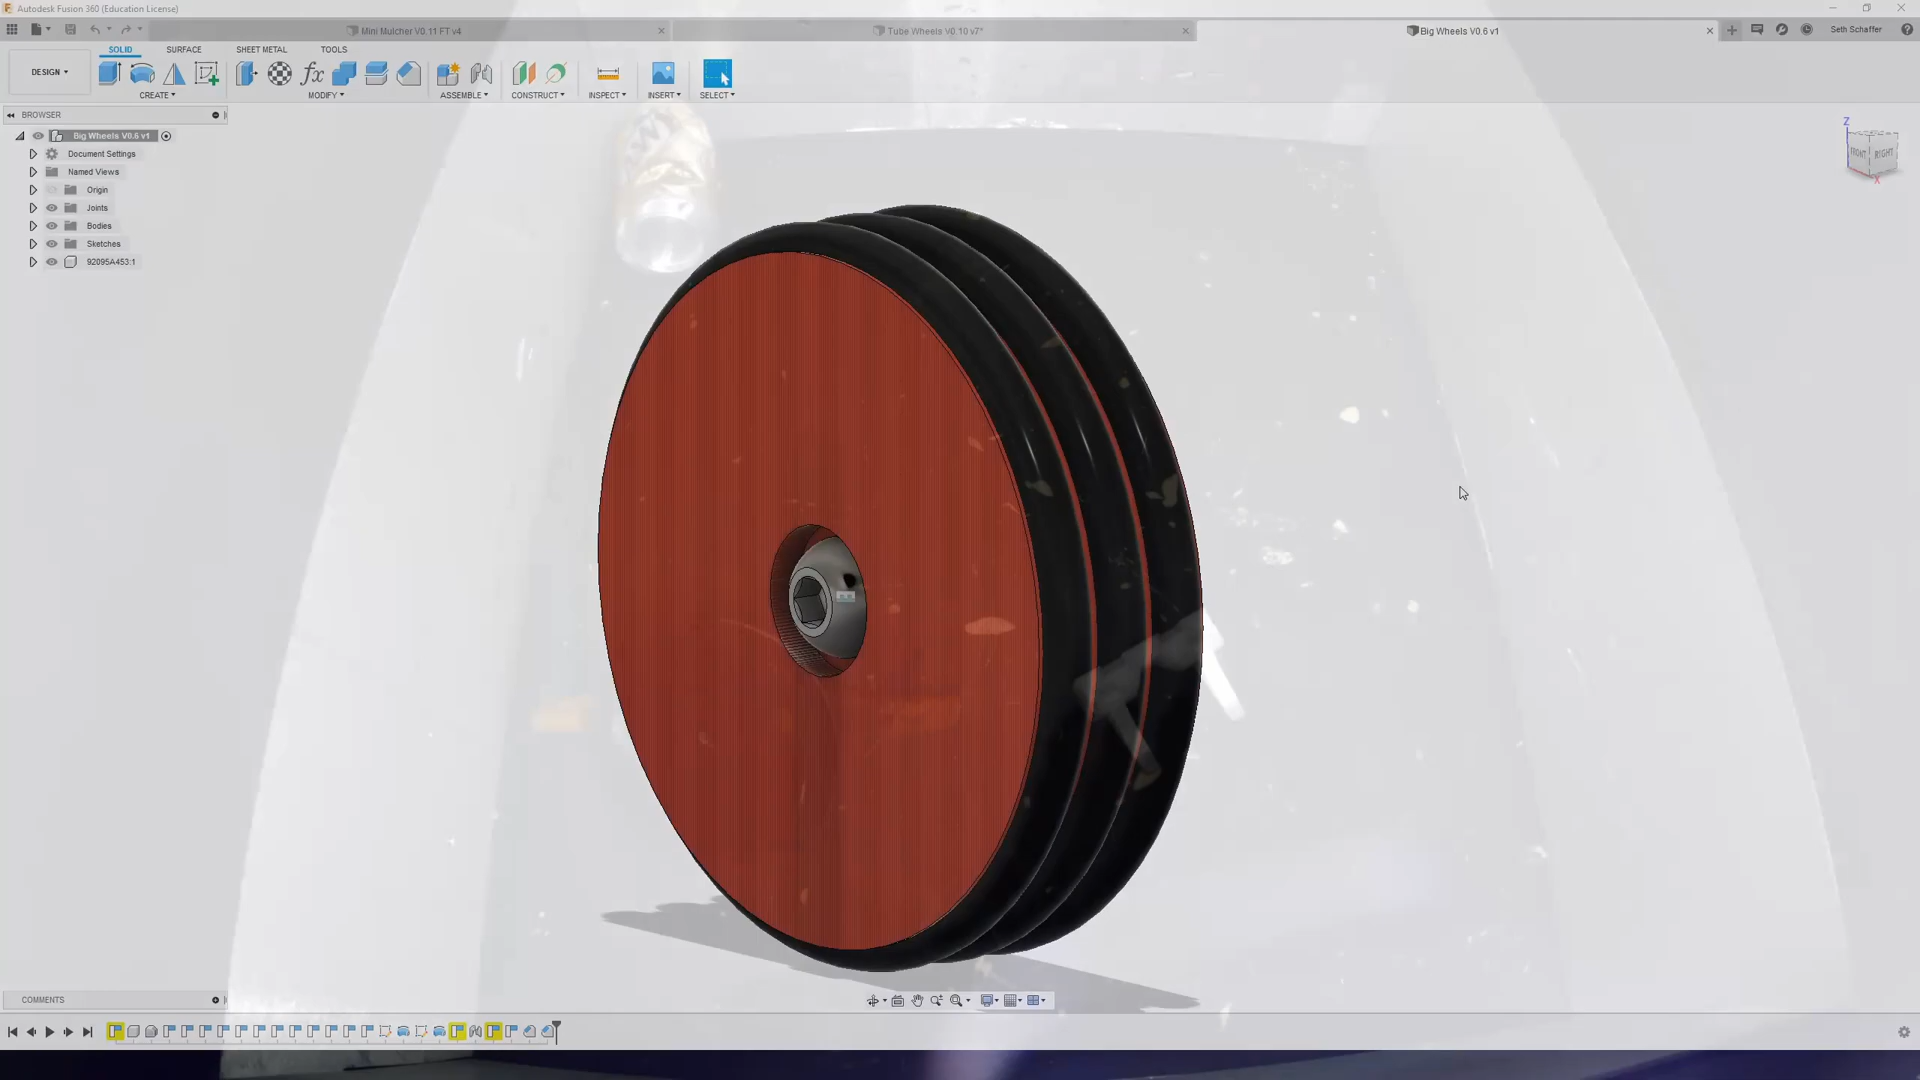 Autodesk Fusion 360 (Education License)
Mini Mulcher V0.11 FT v4
Tube Wheels V0.10 v7*
Big Wheels V0.6 v1
Seth Schaffer
SOLID SURFACE SHEET METAL TOOLS
DESIGN
CREATE MODIFY ASSEMBLE CONSTRUCT INSPECT INSERT SELECT
BROWSER
Big Wheels V0.6 v1
Document Settings
Named Views
Origin
Joints
Bodies
Sketches
92095A453:1
Z
FRONT RIGHT
X
COMMENTS